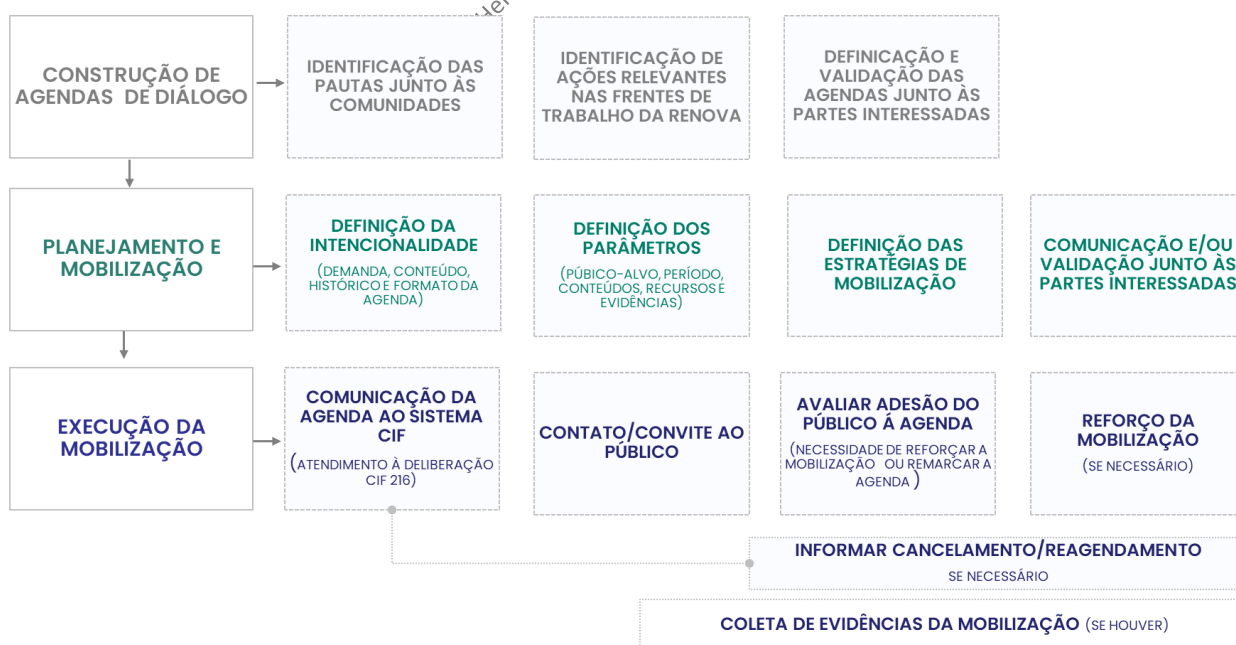 CONSTRUÇÃO DE
AGENDAS DE DIÁLOGO
IDENTIFICAÇÃO DAS
PAUTAS JUNTO ÀS
COMUNIDADES
IDENTIFICAÇÃO DE
AÇÕES RELEVANTES
NAS FRENTES DE
TRABALHO DA RENOVA
DEFINICAÇÃO E
VALIDAÇÃO DAS
AGENDAS JUNTO ÀS
PARTES INTERESSADAS
PLANEJAMENTO E
MOBILIZAÇÃO
DEFINIÇÃO DA
INTENCIONALIDADE
(DEMANDA, CONTEÚDO,
HISTÓRICO E FORMATO DA
AGENDA)
DEFINIÇÃO DOS
PARÂMETROS
(PÚBICO-ALVO, PERÍODO,
CONTEÚDOS, RECURSOS E
EVIDÊNCIAS)
DEFINIÇÃO DAS
ESTRATÉGIAS DE
MOBILIZAÇÃO
COMUNICAÇÃO E/OU
VALIDAÇÃO JUNTO ÀS
PARTES INTERESSADAS
EXECUÇÃO DA
MOBILIZAÇÃO
COMUNICAÇÃO DA
AGENDA AO SISTEMA
CIF
(ATENDIMENTO À DELIBERAÇÃO
CIF 216)
CONTATO/CONVITE AO
PÚBLICO
AVALIAR ADESÃO DO
PÚBLICO Á AGENDA
(NECESSIDADE DE REFORÇAR A
MOBILIZAÇÃO OU REMARCAR A
AGENDA )
REFORÇO DA
MOBILIZAÇÃO
(SE NECESSÁRIO)
INFORMAR CANCELAMENTO/REAGENDAMENTO
SE NECESSÁRIO
COLETA DE EVIDÊNCIAS DA MOBILIZAÇÃO (SE HOUVER)